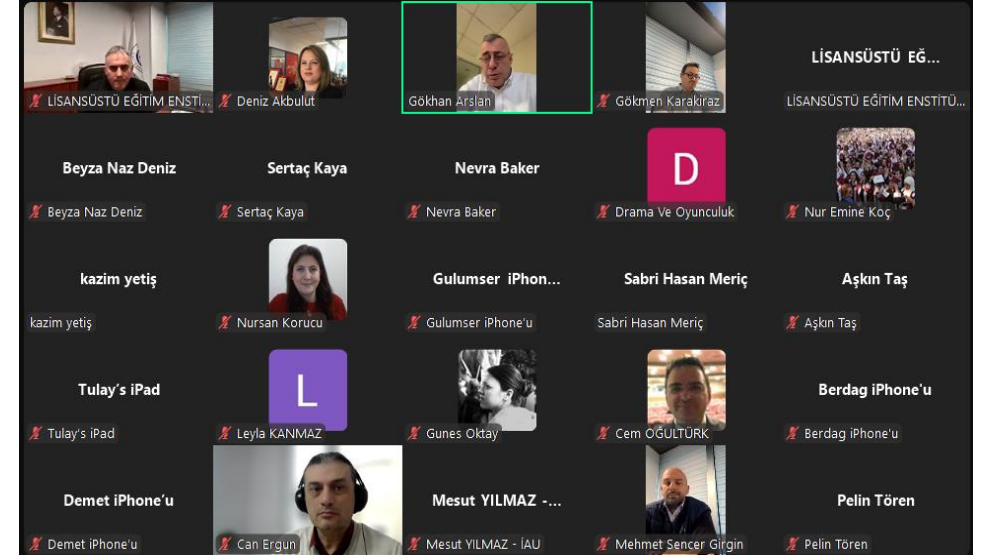 LİSANSÜSTÜ EĞ...
LİSANSÜSTÜ EĞİTİM ENSTİ...
Deniz Akbulut
Gökhan Arslan
Gökmen Karakiraz
LİSANSÜSTÜ EĞİTİM ENSTİTÜ...
Beyza Naz Deniz
Sertaç Kaya
Nevra Baker
D
Beyza Naz Deniz
Sertaç Kaya
Nevra Baker
Drama Ve Oyunculuk
Nur Emine Koç
kazim yetiş
Gulumser iPhon...
Sabri Hasan Meriç
Aşkın Taş
kazim yetiş
Nursan Korucu
Gulumser iPhone'u
Sabri Hasan Meriç
Aşkın Taş
Tulay's iPad
L
Berdag iPhone'u
Tulay's iPad
Leyla KANMAZ
Gunes Oktay
Cem OĞULTÜRK
Berdag iPhone'u
Demet iPhone'u
Mesut YILMAZ -...
Pelin Tören
Demet iPhone'u
Can Ergun
Mesut YILMAZ - İAU
Mehmet Sencer Girgin
Pelin Tören